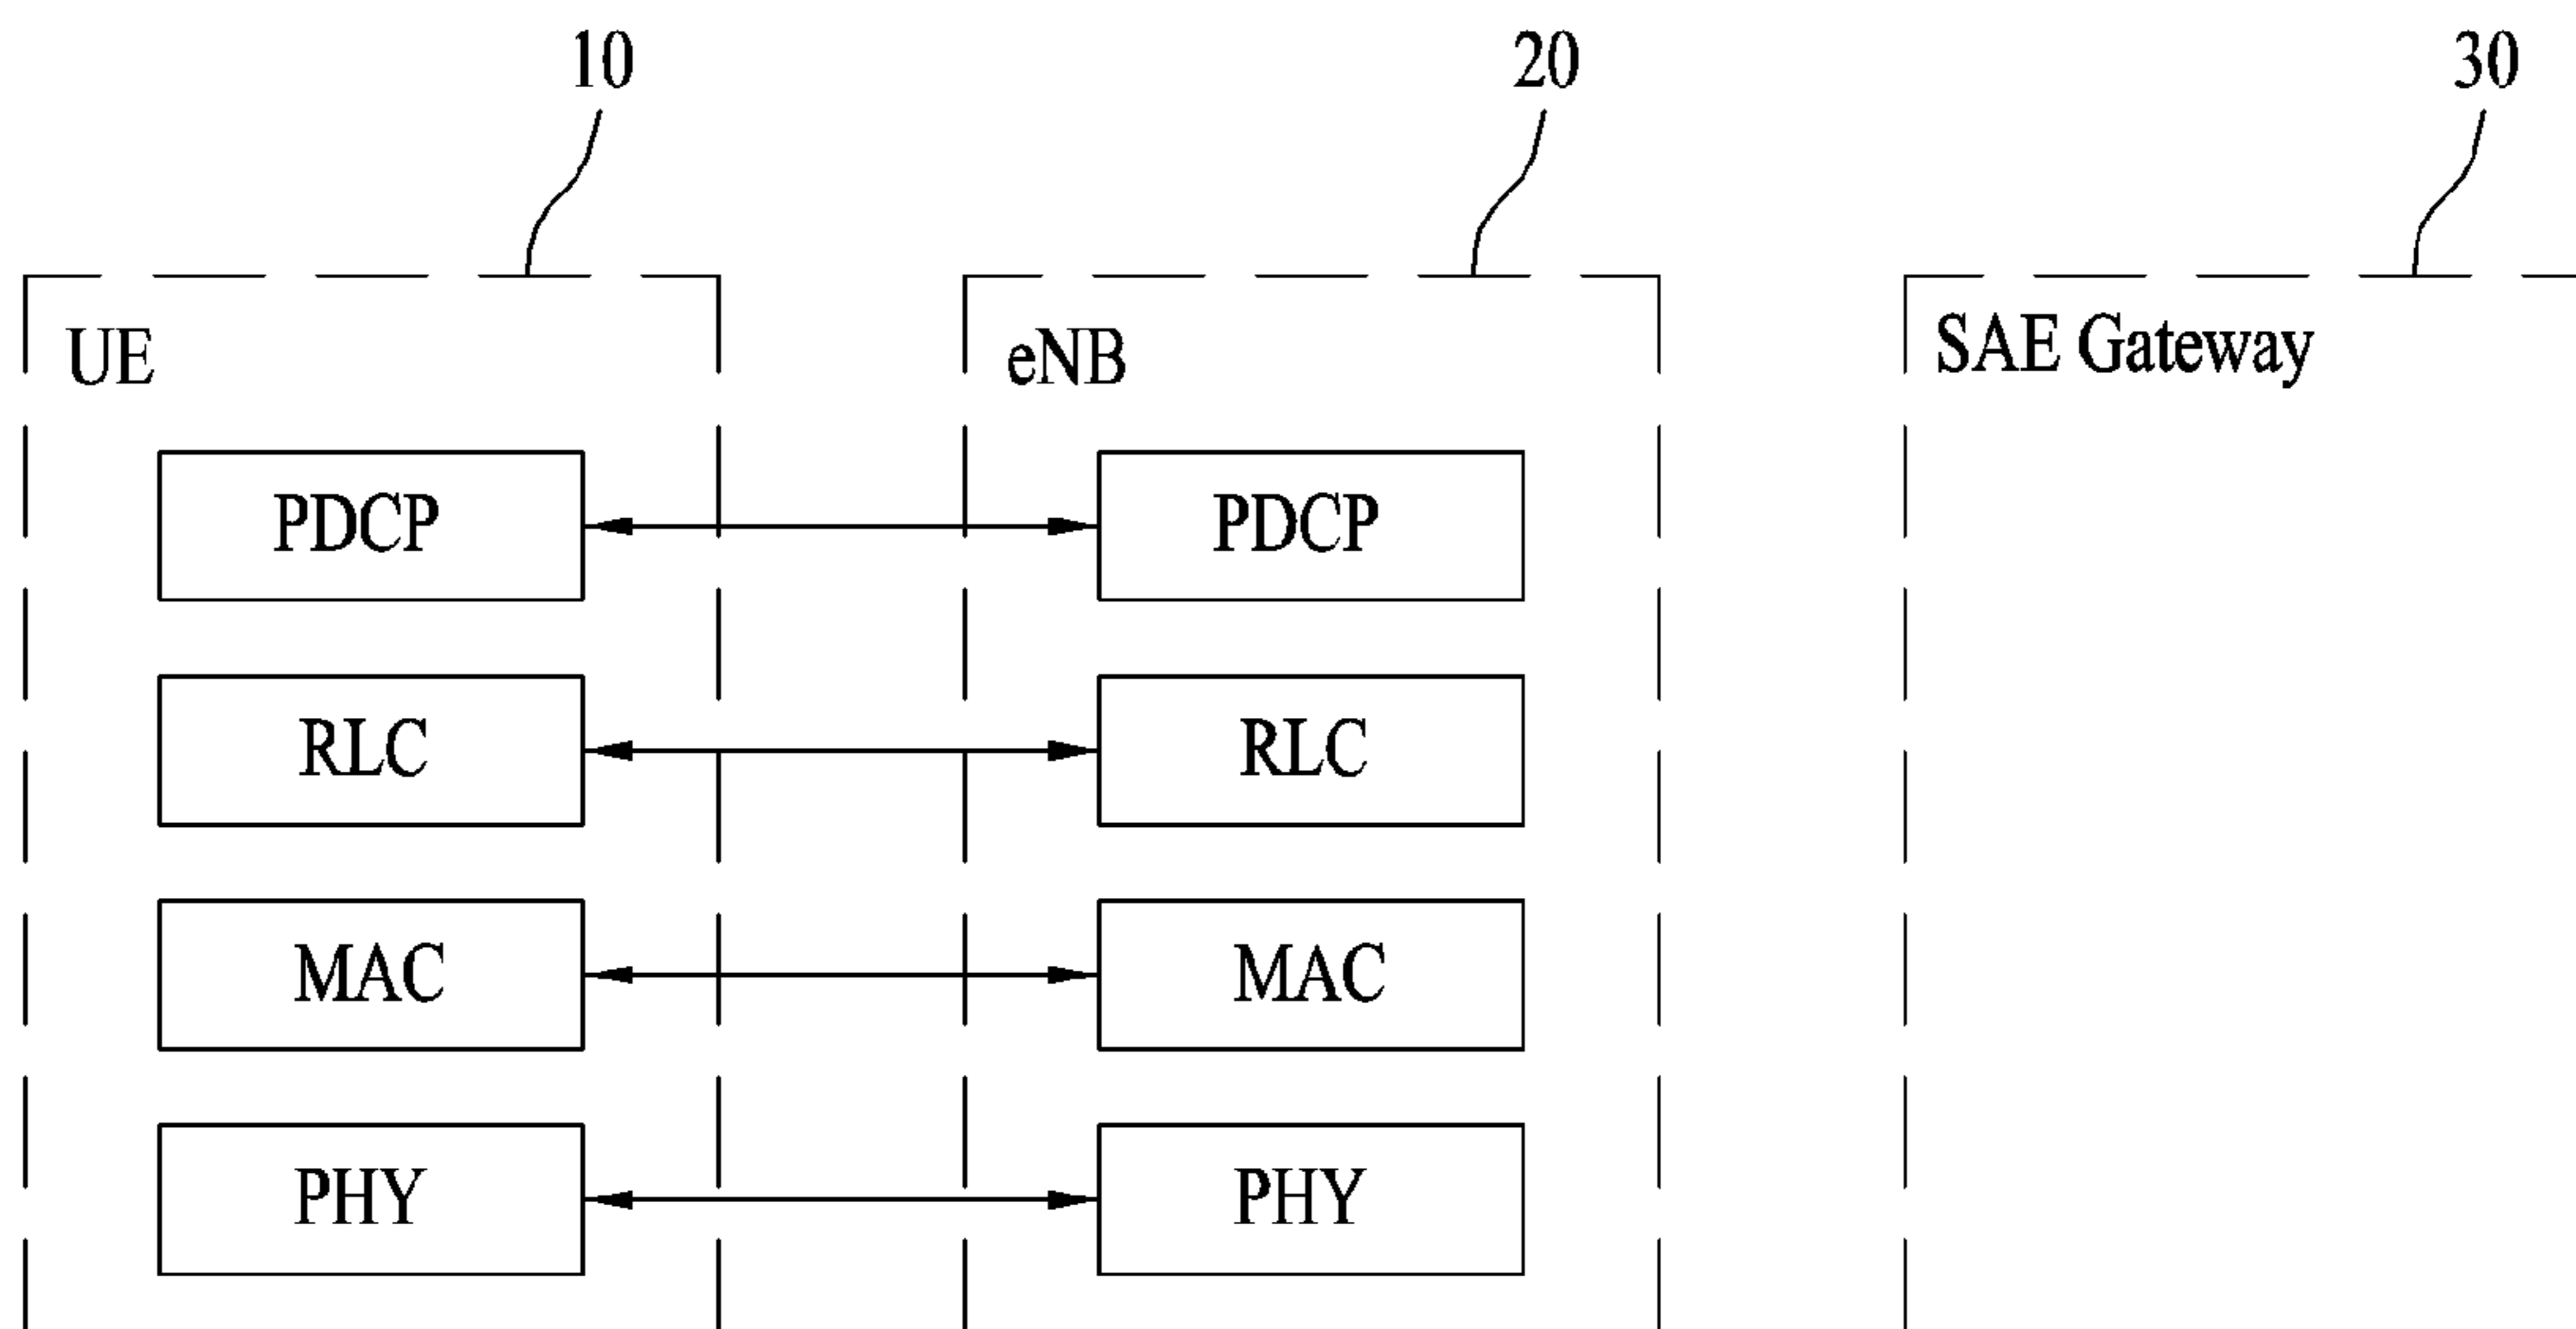 10 20 30
UE eNB SAE Gateway
PDCP PDCP
RLC RLC
MAC MAC
PHY PHY